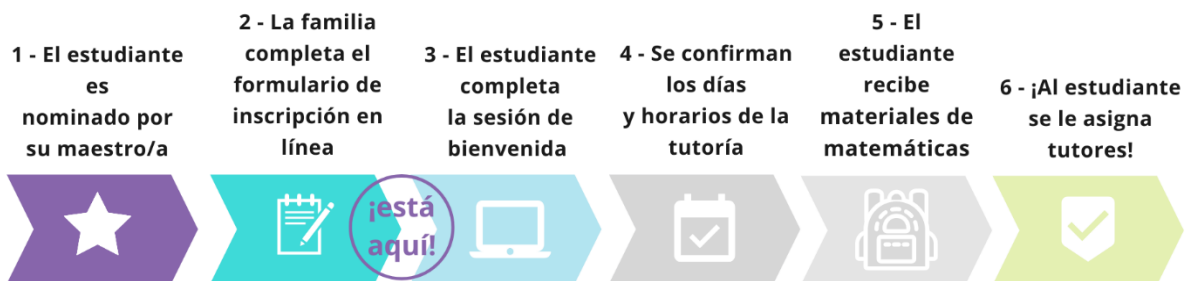 1 - El estudiante
es
nominado por
su maestro/a
2 - La familia
completa el
formulario de
inscripción en
línea
3 - El estudiante
completa
la sesión de
bienvenida
4 - Se confirman
los días
y horarios de la
tutoría
5 - El
estudiante
recibe
materiales de
matemáticas
6 - ¡Al estudiante
se le asigna
tutores!
¡está
aquí!